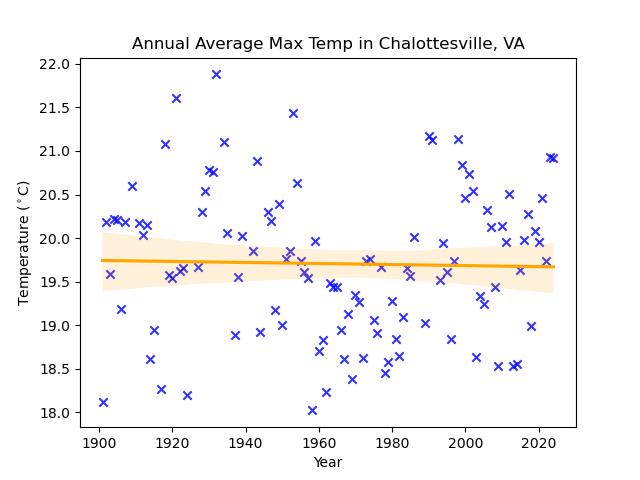 Annual Average Max Temp in Chalottesville, VA
22.0
21.5
21.0
20.5
20.0
19.5
19.0
18.5
18.0
Temperature (°C)
1900 1920 1940 1960 1980 2000 2020
Year